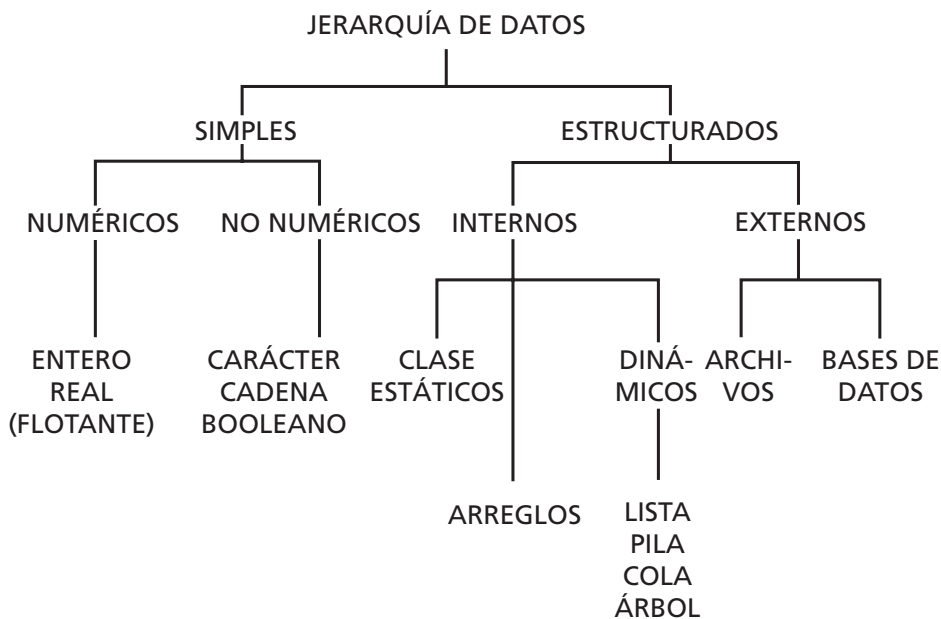 JERARQUÍA DE DATOS
SIMPLES
ESTRUCTURADOS
NUMÉRICOS
NO NUMÉRICOS
INTERNOS
EXTERNOS
ENTERO
REAL
(FLOTANTE)
CARÁCTER
CADENA
BOOLEANO
CLASE
ESTÁTICOS
DINÁ-
MICOS
ARCHI-
VOS
BASES DE
DATOS
ARREGLOS
LISTA
PILA
COLA
ÁRBOL